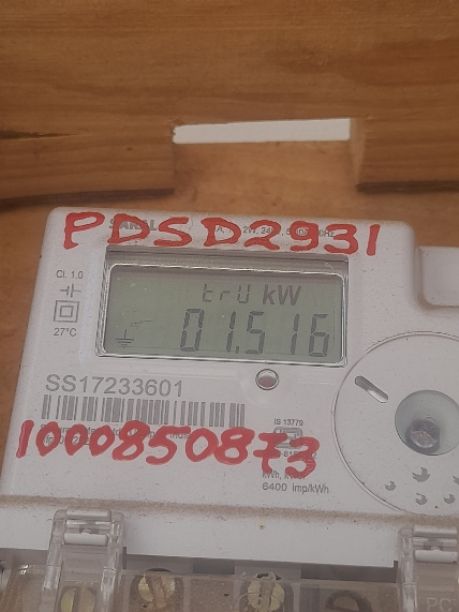 PDSD2931
Cl. 1.0
27°C
trU kW
01.516
SS17233601
IS 13779
1000850873
6400 imp/kWh